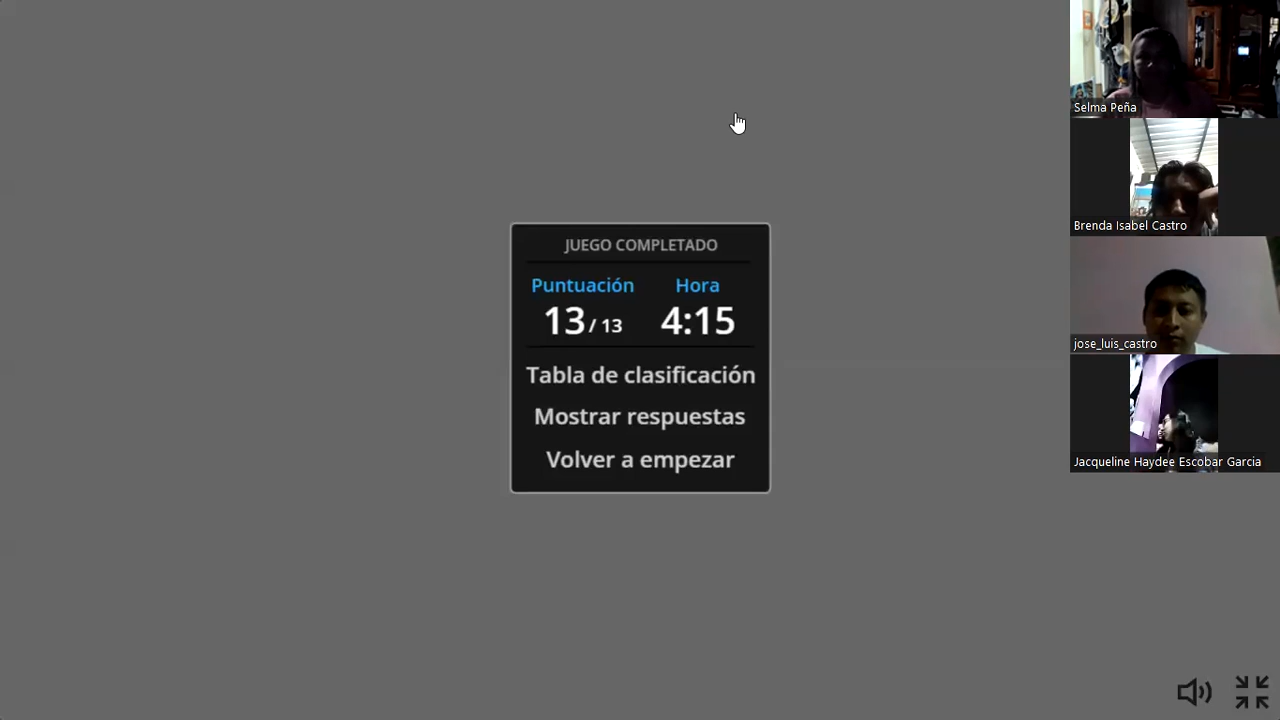 Selma Peña
Brenda Isabel Castro
jose_luis_castro
Jacqueline Haydee Escobar Garcia
JUEGO COMPLETADO
Puntuación Hora
13 / 13 4:15
Tabla de clasificación
Mostrar respuestas
Volver a empezar